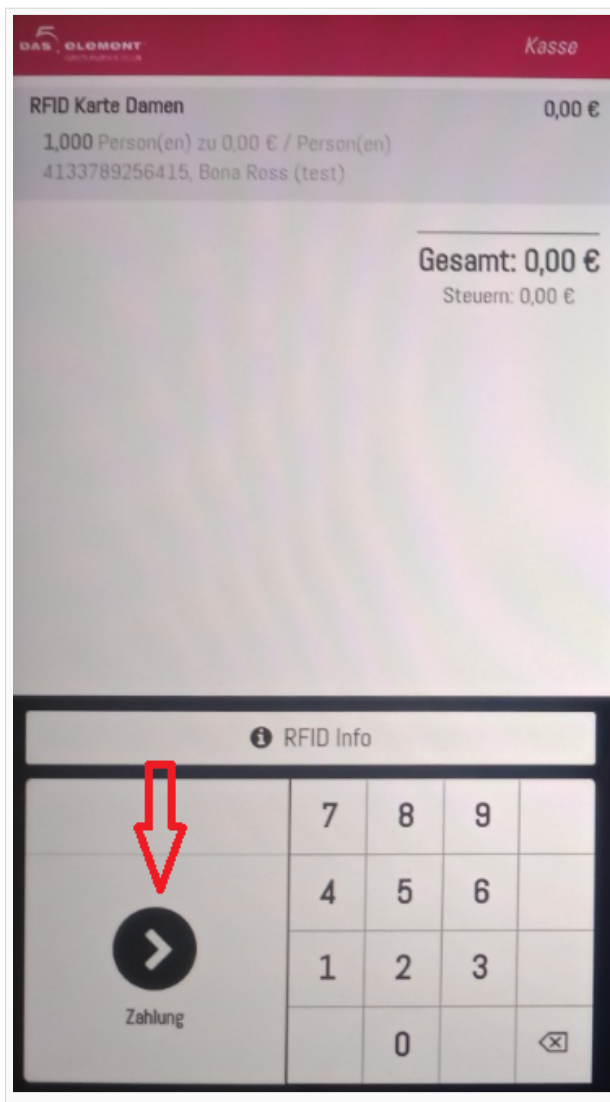 DAS 5. ELEMENT
Kasse
RFID Karte Damen 0,00 €
1,000 Person(en) zu 0,00 € / Person(en)
4133789256415, Bona Ross (test)
Gesamt: 0,00 €
Steuern: 0,00 €
RFID Info
7 8 9
4 5 6
1 2 3
Zahlung
0